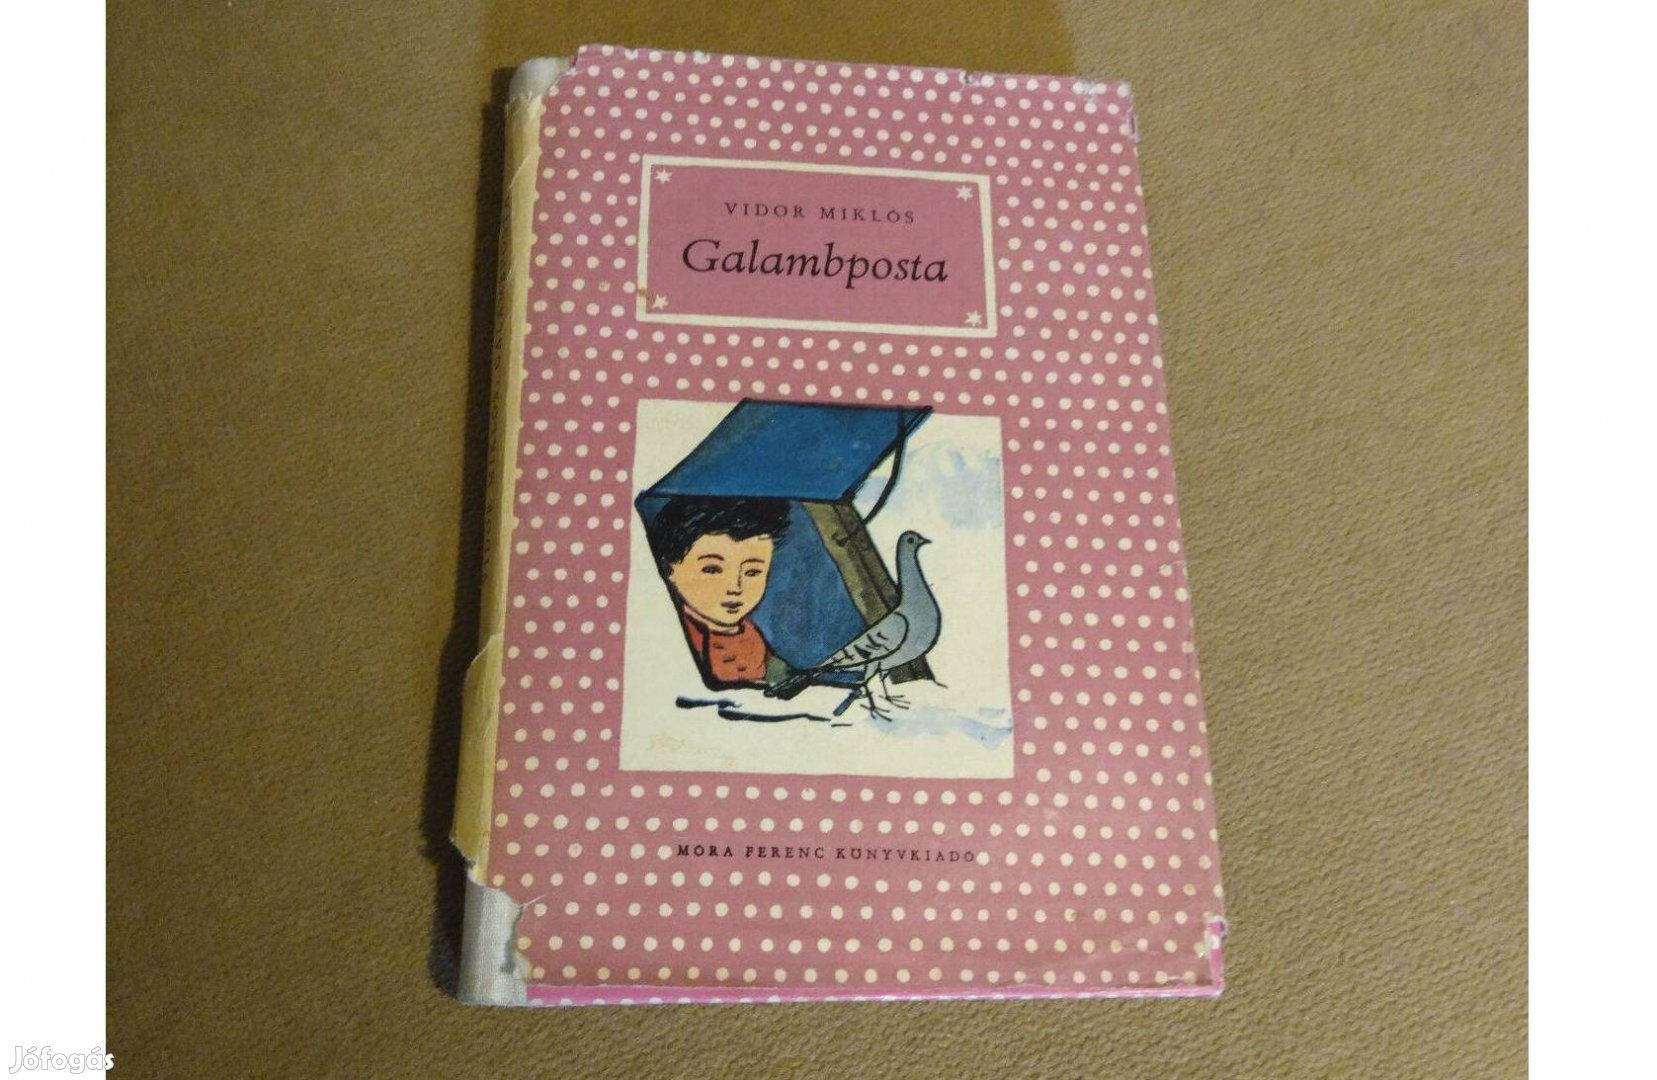 VIDOR MIKLÓS
Galambposta
MÓRA FERENC KÖNYVKIADÓ
Jófogás